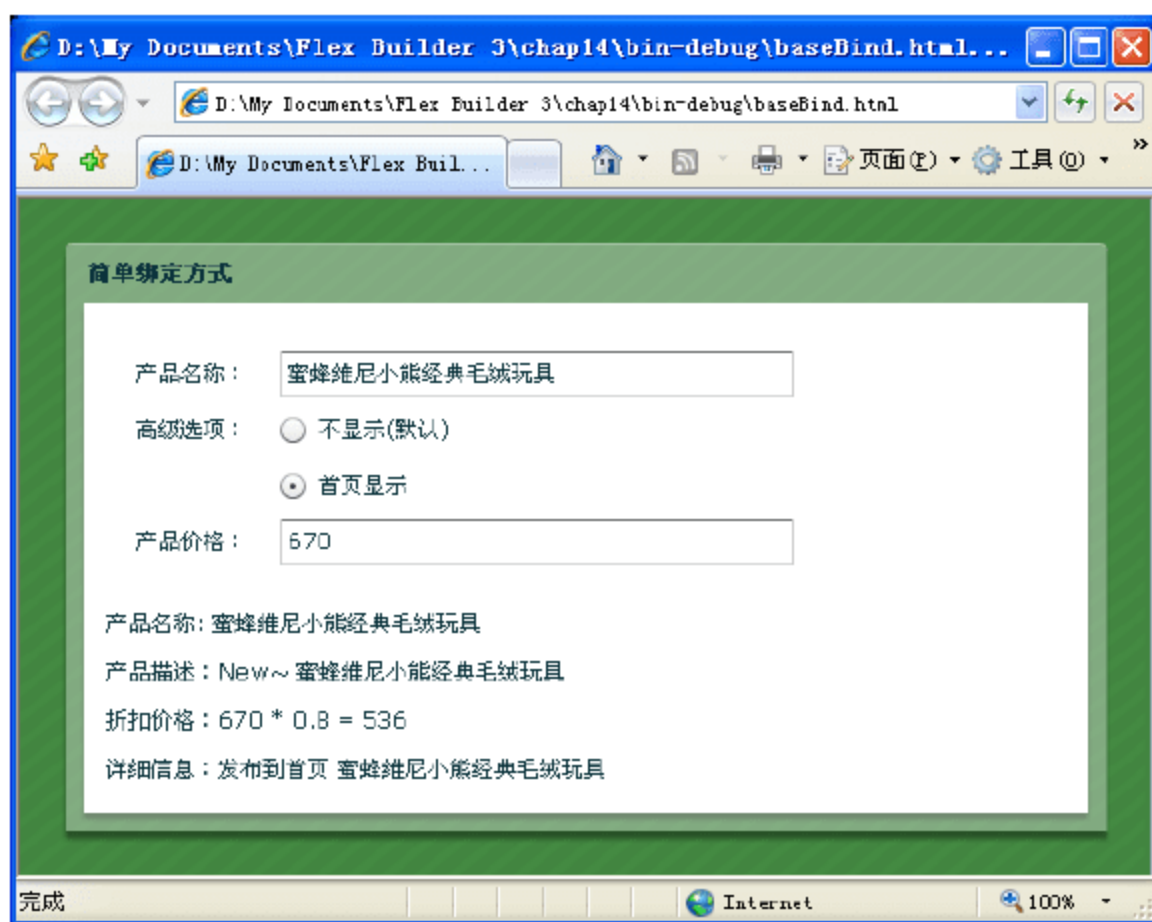 D:\My Documents\Flex Builder 3\chap14\bin-debug\baseBind.html...
D:\My Documents\Flex Builder 3\chap14\bin-debug\baseBind.html
D:\My Documents\Flex Buil...
页面(P)
工具(O)
»
简单绑定方式
产品名称：
蜜蜂维尼小熊经典毛绒玩具
高级选项：
不显示(默认)
首页显示
产品价格：
670
产品名称: 蜜蜂维尼小熊经典毛绒玩具
产品描述：New~ 蜜蜂维尼小熊经典毛绒玩具
折扣价格：670 * 0.8 = 536
详细信息：发布到首页 蜜蜂维尼小熊经典毛绒玩具
完成
Internet
100%